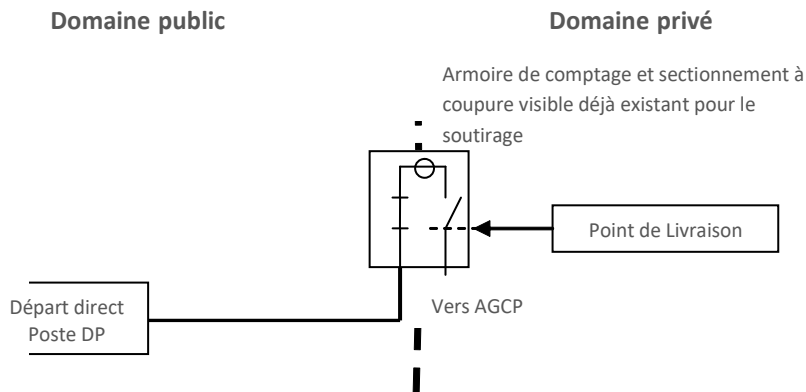 Domaine public
Domaine privé
Armoire de comptage et sectionnement à
coupure visible déjà existant pour le
soutirage
Point de Livraison
Départ direct
Poste DP
Vers AGCP